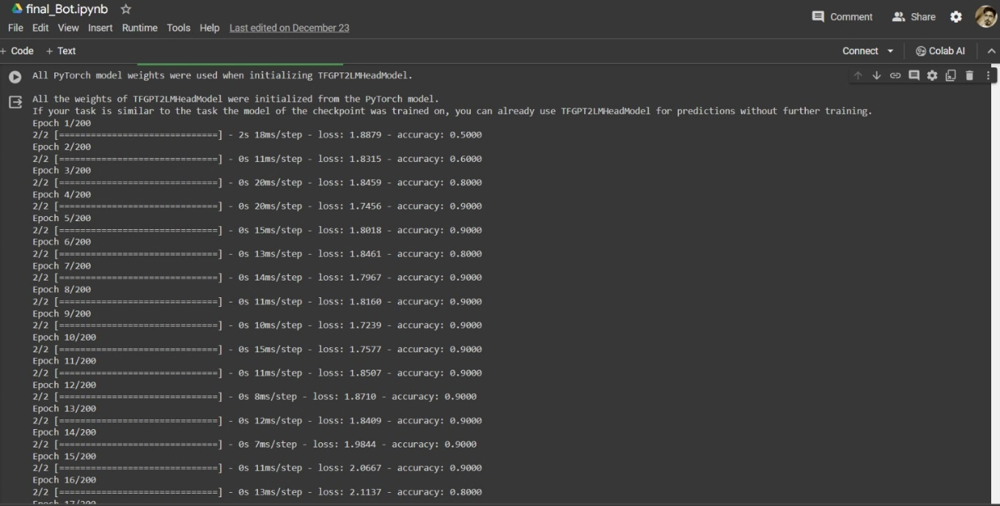 final_Bot.ipynb
Comment Share
File Edit View Insert Runtime Tools Help Last edited on December 23
+ Code + Text
Connect Colab AI
All PyTorch model weights were used when initializing TFGPT2LMHeadModel.
All the weights of TFGPT2LMHeadModel were initialized from the PyTorch model.
If your task is similar to the task the model of the checkpoint was trained on, you can already use TFGPT2LMHeadModel for predictions without further training.
Epoch 1/200
2/2 [==============================] - 2s 18ms/step - loss: 1.8879 - accuracy: 0.5000
Epoch 2/200
2/2 [==============================] - 0s 11ms/step - loss: 1.8315 - accuracy: 0.6000
Epoch 3/200
2/2 [==============================] - 0s 20ms/step - loss: 1.8459 - accuracy: 0.8000
Epoch 4/200
2/2 [==============================] - 0s 20ms/step - loss: 1.7456 - accuracy: 0.9000
Epoch 5/200
2/2 [==============================] - 0s 15ms/step - loss: 1.8018 - accuracy: 0.9000
Epoch 6/200
2/2 [==============================] - 0s 13ms/step - loss: 1.8461 - accuracy: 0.8000
Epoch 7/200
2/2 [==============================] - 0s 14ms/step - loss: 1.7967 - accuracy: 0.9000
Epoch 8/200
2/2 [==============================] - 0s 11ms/step - loss: 1.8160 - accuracy: 0.9000
Epoch 9/200
2/2 [==============================] - 0s 10ms/step - loss: 1.7239 - accuracy: 0.9000
Epoch 10/200
2/2 [==============================] - 0s 15ms/step - loss: 1.7577 - accuracy: 0.9000
Epoch 11/200
2/2 [==============================] - 0s 11ms/step - loss: 1.8507 - accuracy: 0.9000
Epoch 12/200
2/2 [==============================] - 0s 8ms/step - loss: 1.8710 - accuracy: 0.9000
Epoch 13/200
2/2 [==============================] - 0s 12ms/step - loss: 1.8409 - accuracy: 0.9000
Epoch 14/200
2/2 [==============================] - 0s 7ms/step - loss: 1.9844 - accuracy: 0.9000
Epoch 15/200
2/2 [==============================] - 0s 11ms/step - loss: 2.0667 - accuracy: 0.9000
Epoch 16/200
2/2 [==============================] - 0s 13ms/step - loss: 2.1137 - accuracy: 0.8000
Epoch 17/200